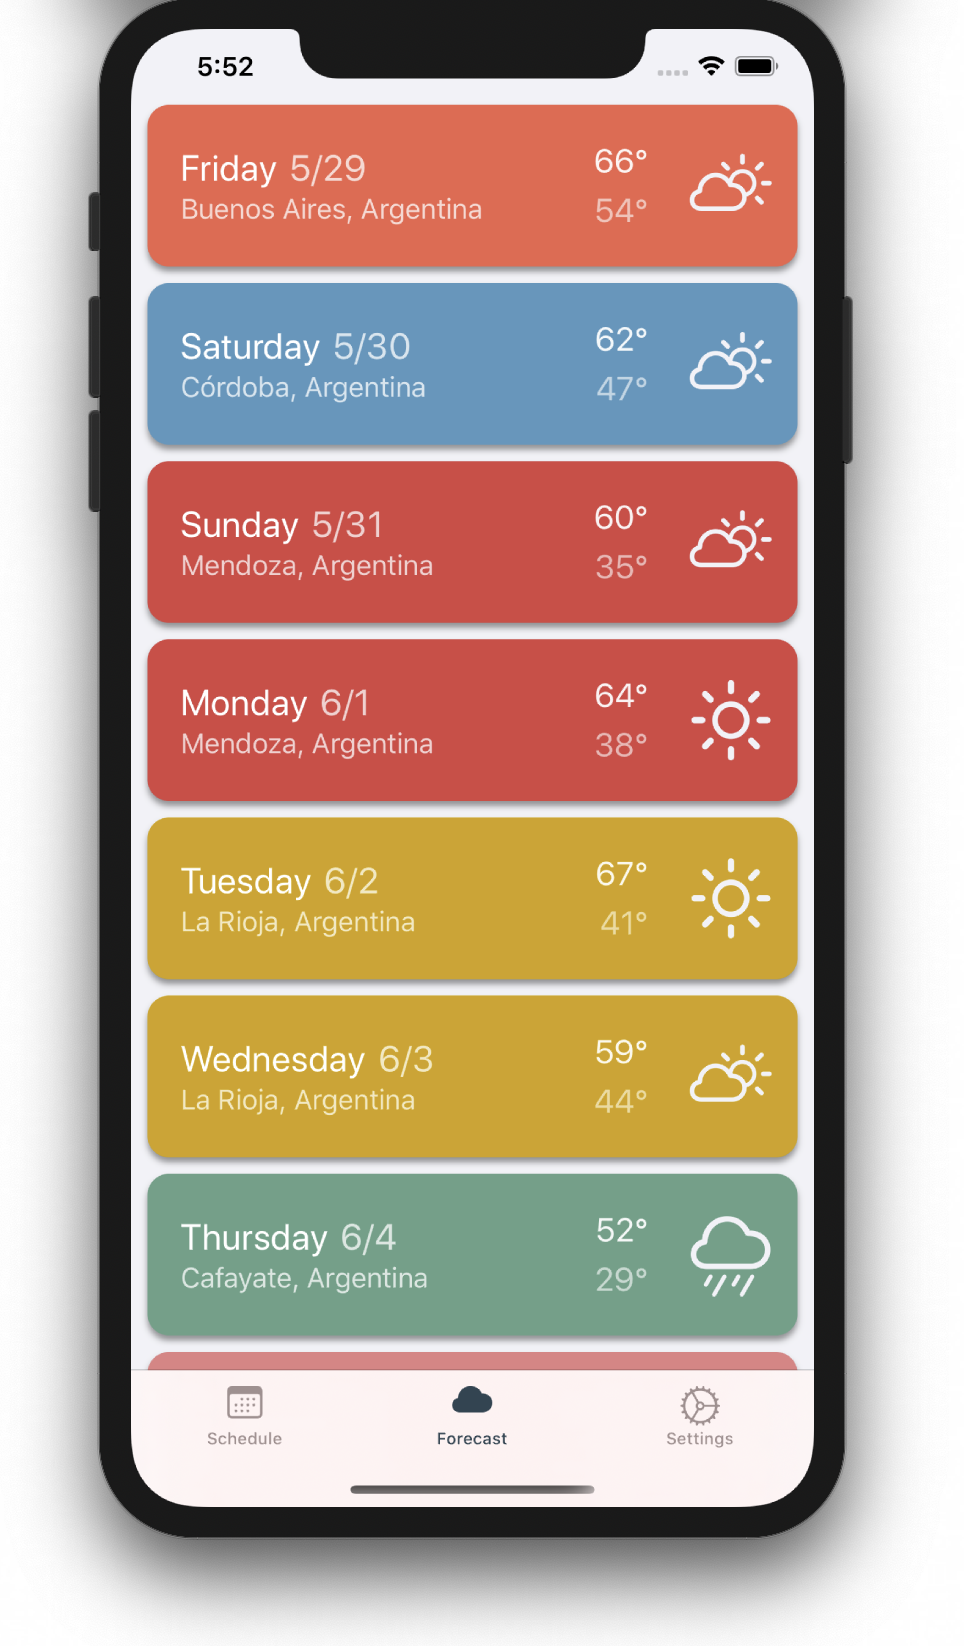 5:52
Friday 5/29
Buenos Aires, Argentina
66°
54°
Saturday 5/30
Córdoba, Argentina
62°
47°
Sunday 5/31
Mendoza, Argentina
60°
35°
Monday 6/1
Mendoza, Argentina
64°
38°
Tuesday 6/2
La Rioja, Argentina
67°
41°
Wednesday 6/3
La Rioja, Argentina
59°
44°
Thursday 6/4
Cafayate, Argentina
52°
29°
Schedule
Forecast
Settings